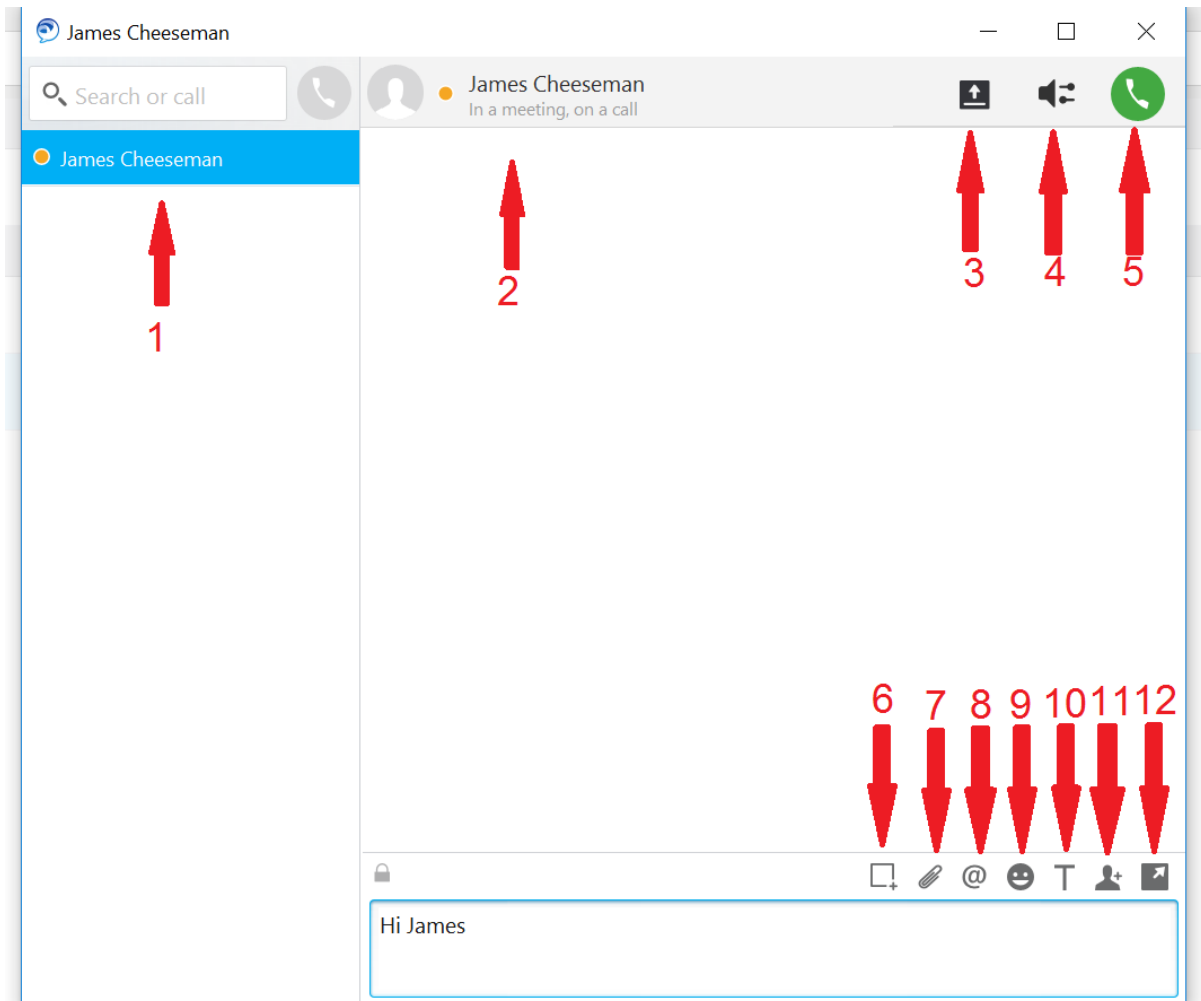 James Cheeseman
Search or call
James Cheeseman
In a meeting, on a call
James Cheeseman
1
2
3
4
5
6 7 8 9 10 11 12
@
T
Hi James